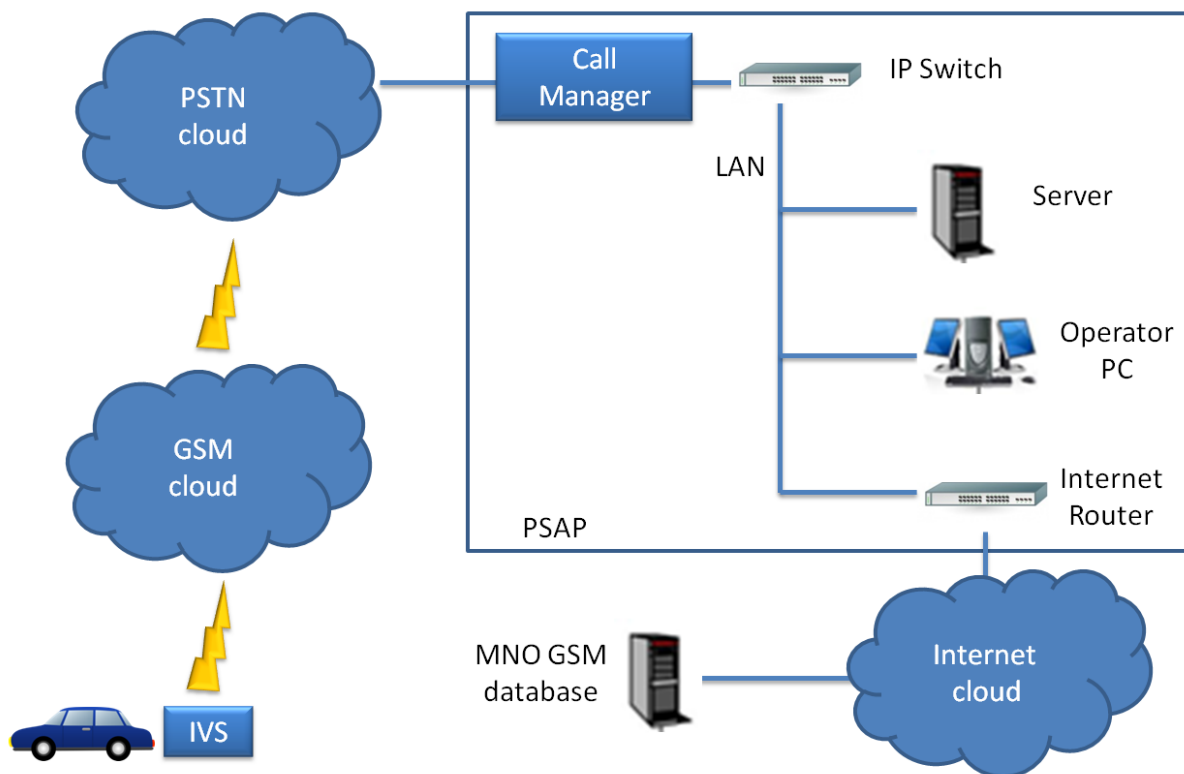 PSTN
cloud
Call
Manager
IP Switch
LAN
Server
Operator
PC
GSM
cloud
Internet
Router
PSAP
MNO GSM
database
Internet
cloud
IVS